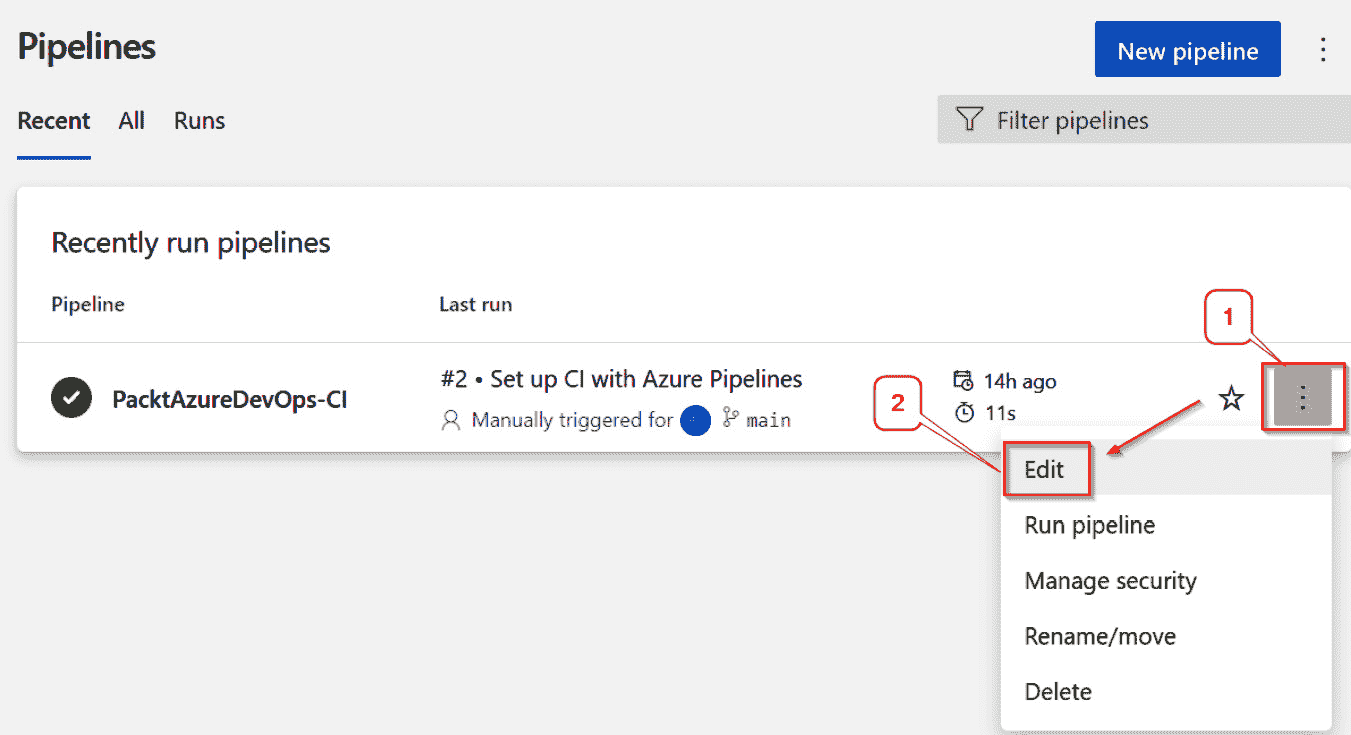 Pipelines
New pipeline
Recent All Runs
Filter pipelines
Recently run pipelines
Pipeline Last run
1
#2 • Set up CI with Azure Pipelines 14h ago
PacktAzureDevOps-CI
2
Manually triggered for main 11s
Edit
Run pipeline
Manage security
Rename/move
Delete